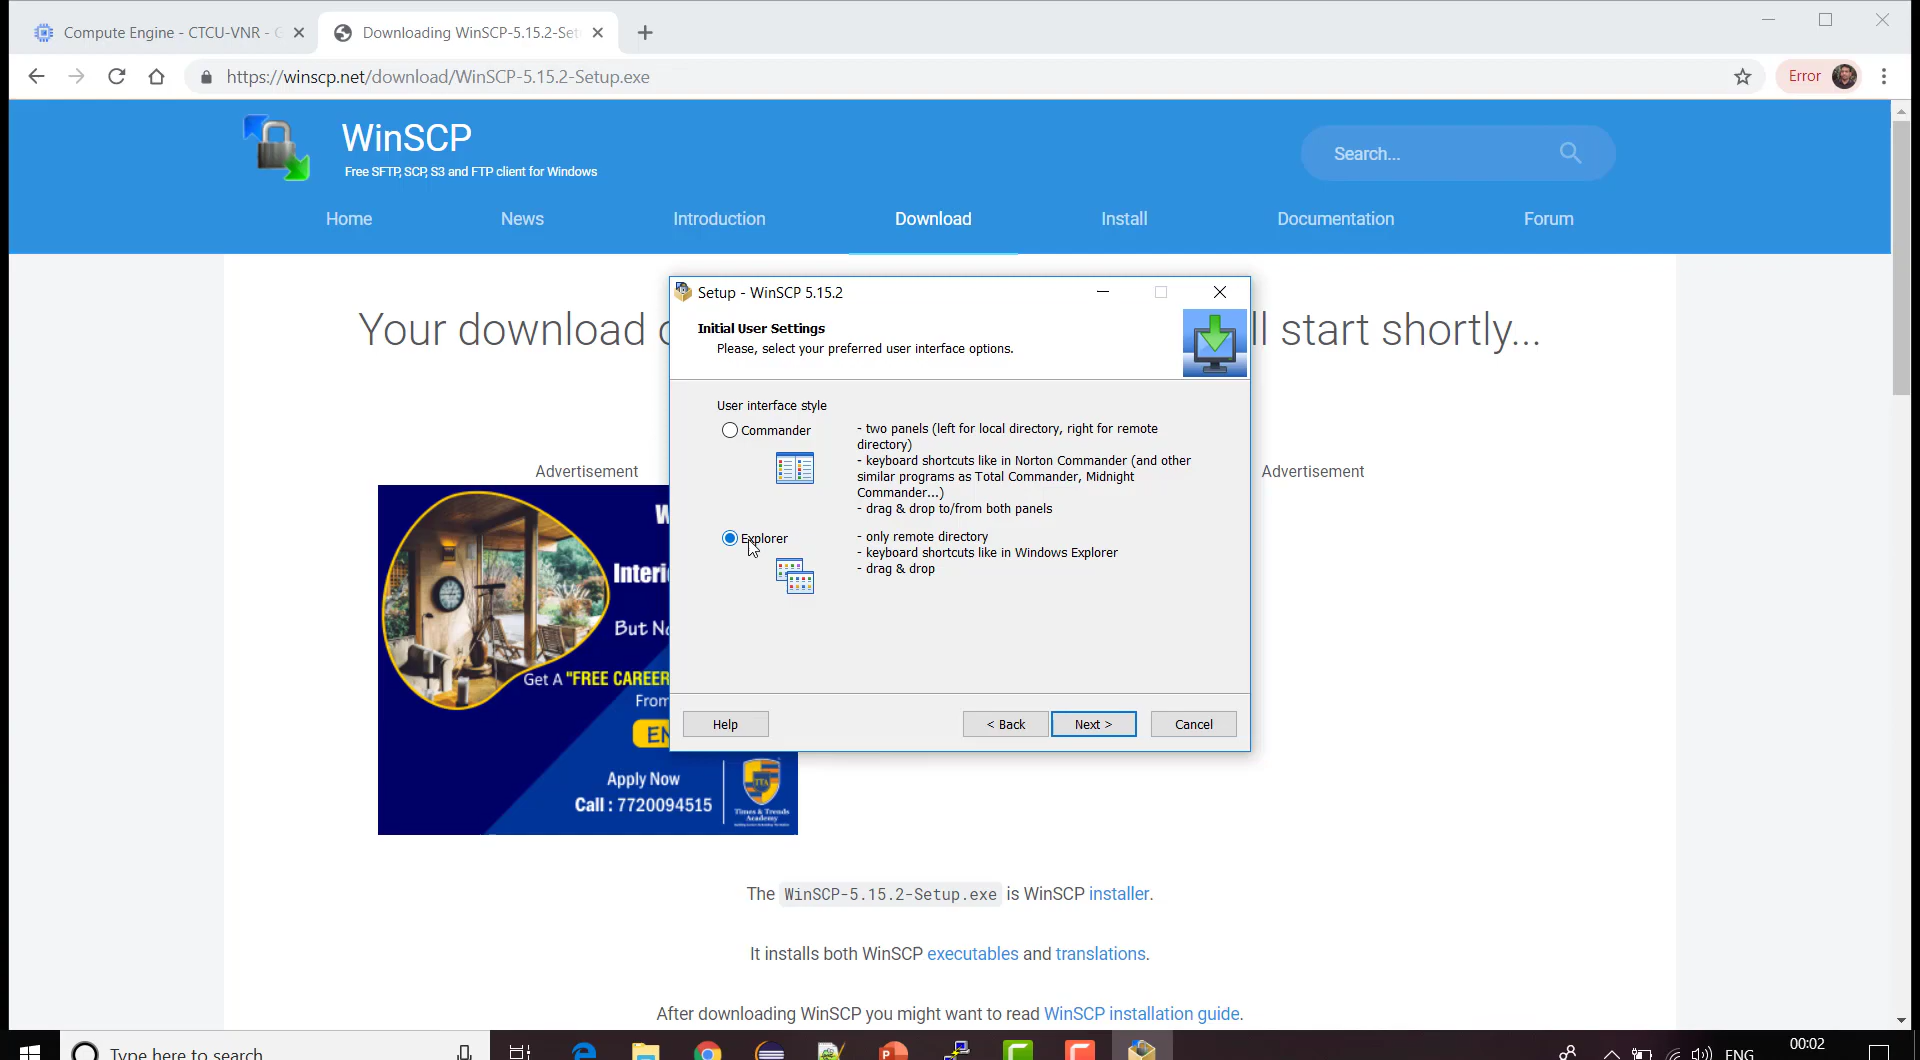 Compute Engine - CTCU-VNR - G
Downloading WinSCP-5.15.2-Set
https://winscp.net/download/WinSCP-5.15.2-Setup.exe
Error
WinSCP
Free SFTP, SCP, S3 and FTP client for Windows
Search...
Home
News
Introduction
Download
Install
Documentation
Forum
Your download
ll start shortly...
Setup - WinSCP 5.15.2
Initial User Settings
Please, select your preferred user interface options.
User interface style
Commander
- two panels (left for local directory, right for remote
directory)
- keyboard shortcuts like in Norton Commander (and other
similar programs as Total Commander, Midnight
Commander...)
- drag & drop to/from both panels
Explorer
- only remote directory
- keyboard shortcuts like in Windows Explorer
- drag & drop
Help
< Back
Next >
Cancel
Advertisement
Advertisement
W
Interi
But No
Get A "FREE CAREER
From
EN
Apply Now
Call : 7720094515
TTA
Times & Trends
Academy
The WinSCP-5.15.2-Setup.exe is WinSCP installer.
It installs both WinSCP executables and translations.
After downloading WinSCP you might want to read WinSCP installation guide.
Type here to search
ENG
00:02